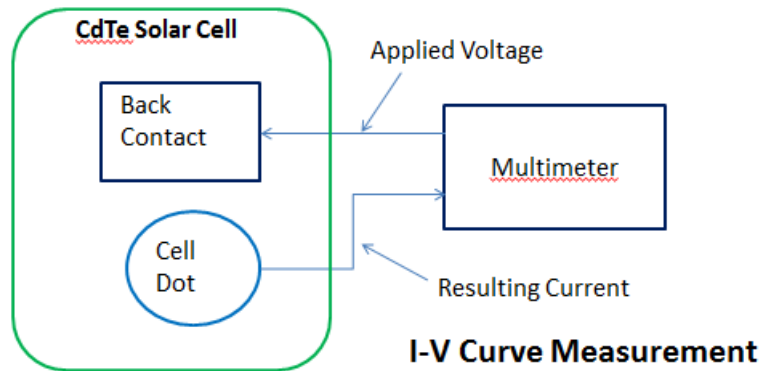 CdTe Solar Cell
Applied Voltage
Back
Contact
Multimeter
Cell
Dot
Resulting Current
I-V Curve Measurement